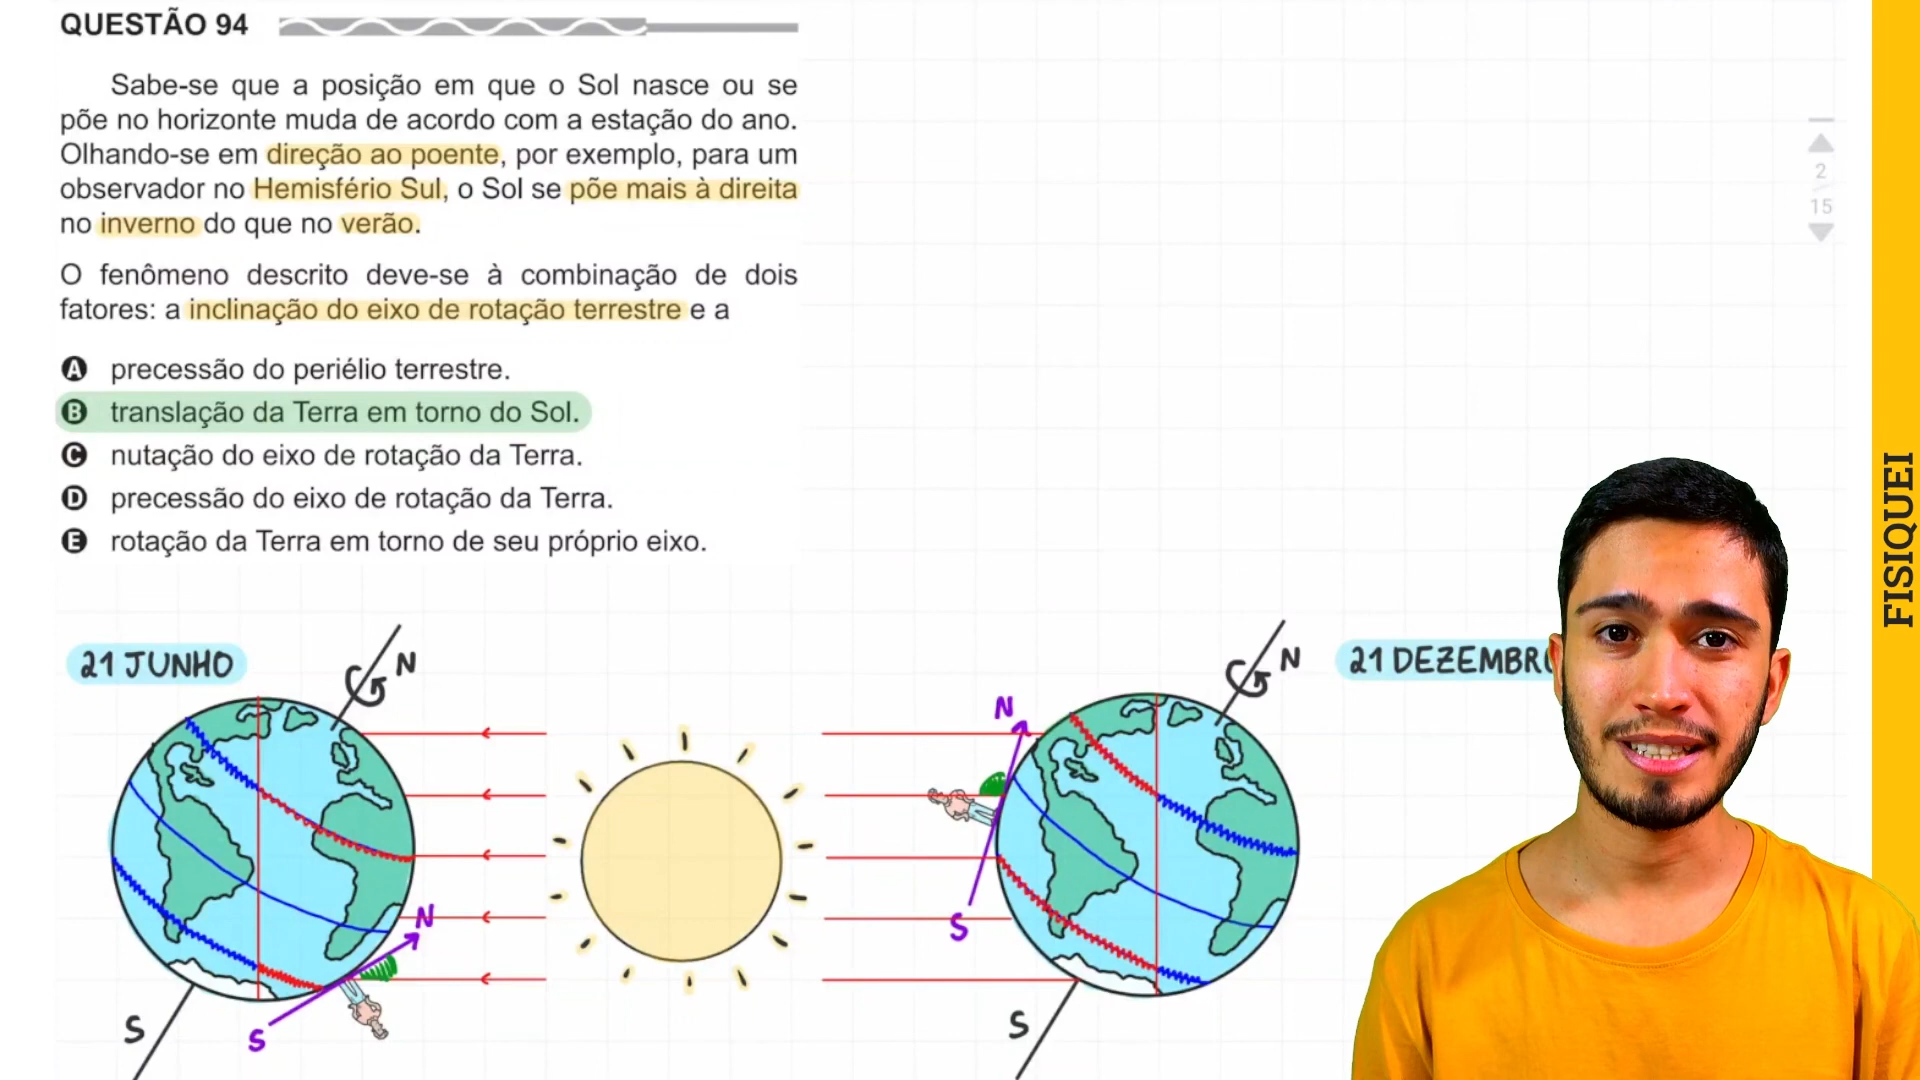 QUESTÃO 94
Sabe-se que a posição em que o Sol nasce ou se
põe no horizonte muda de acordo com a estação do ano.
Olhando-se em direção ao poente, por exemplo, para um
observador no Hemisfério Sul, o Sol se põe mais à direita
no inverno do que no verão.
O fenômeno descrito deve-se à combinação de dois
fatores: a inclinação do eixo de rotação terrestre e a
A precessão do periélio terrestre.
B translação da Terra em torno do Sol.
C nutação do eixo de rotação da Terra.
D precessão do eixo de rotação da Terra.
E rotação da Terra em torno de seu próprio eixo.
2
15
FISIQUEI
21 JUNHO
N
N
S
S
N
N
S
S
21 DEZEMBRO